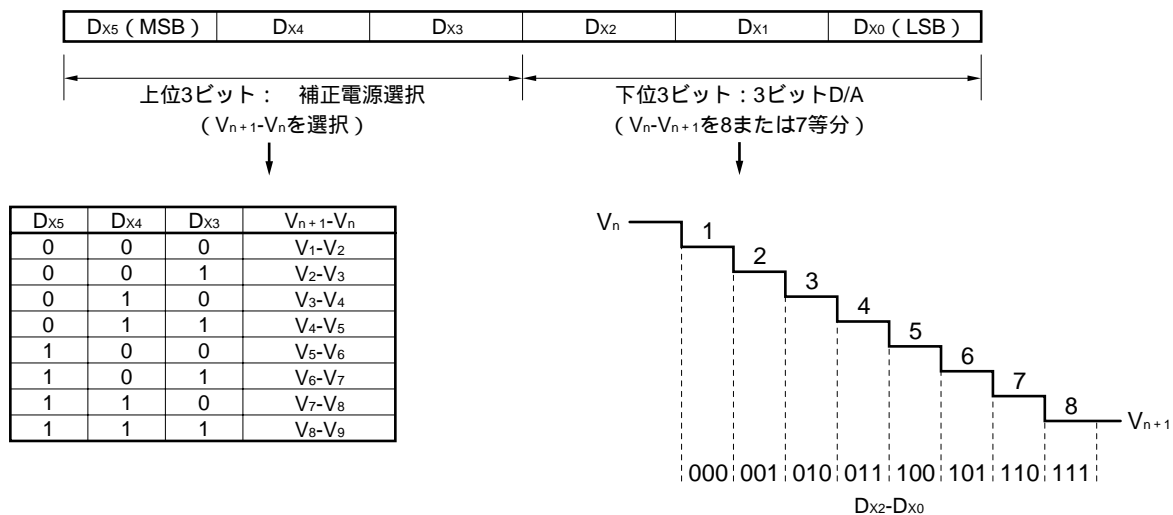 DX5 (MSB) DX4 DX3 DX2 DX1 DX0 (LSB)
上位3ビット： 補正電源選択
(Vn+1-Vnを選択)
下位3ビット：3ビットD/A
(Vn-Vn+1を8または7等分)
DX5 DX4 DX3 Vn+1-Vn
0 0 0 V1-V2
0 0 1 V2-V3
0 1 0 V3-V4
0 1 1 V4-V5
1 0 0 V5-V6
1 0 1 V6-V7
1 1 0 V7-V8
1 1 1 V8-V9
Vn
1
2
3
4
5
6
7
8
Vn+1
000 001 010 011 100 101 110 111
DX2-DX0